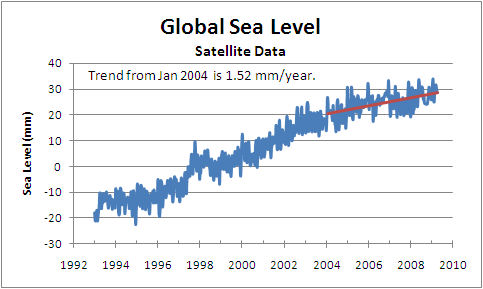 Global Sea Level
Satellite Data
Trend from Jan 2004 is 1.52 mm/year.
Sea Level (mm)
40
30
20
10
0
-10
-20
-30
1992 1994 1996 1998 2000 2002 2004 2006 2008 2010